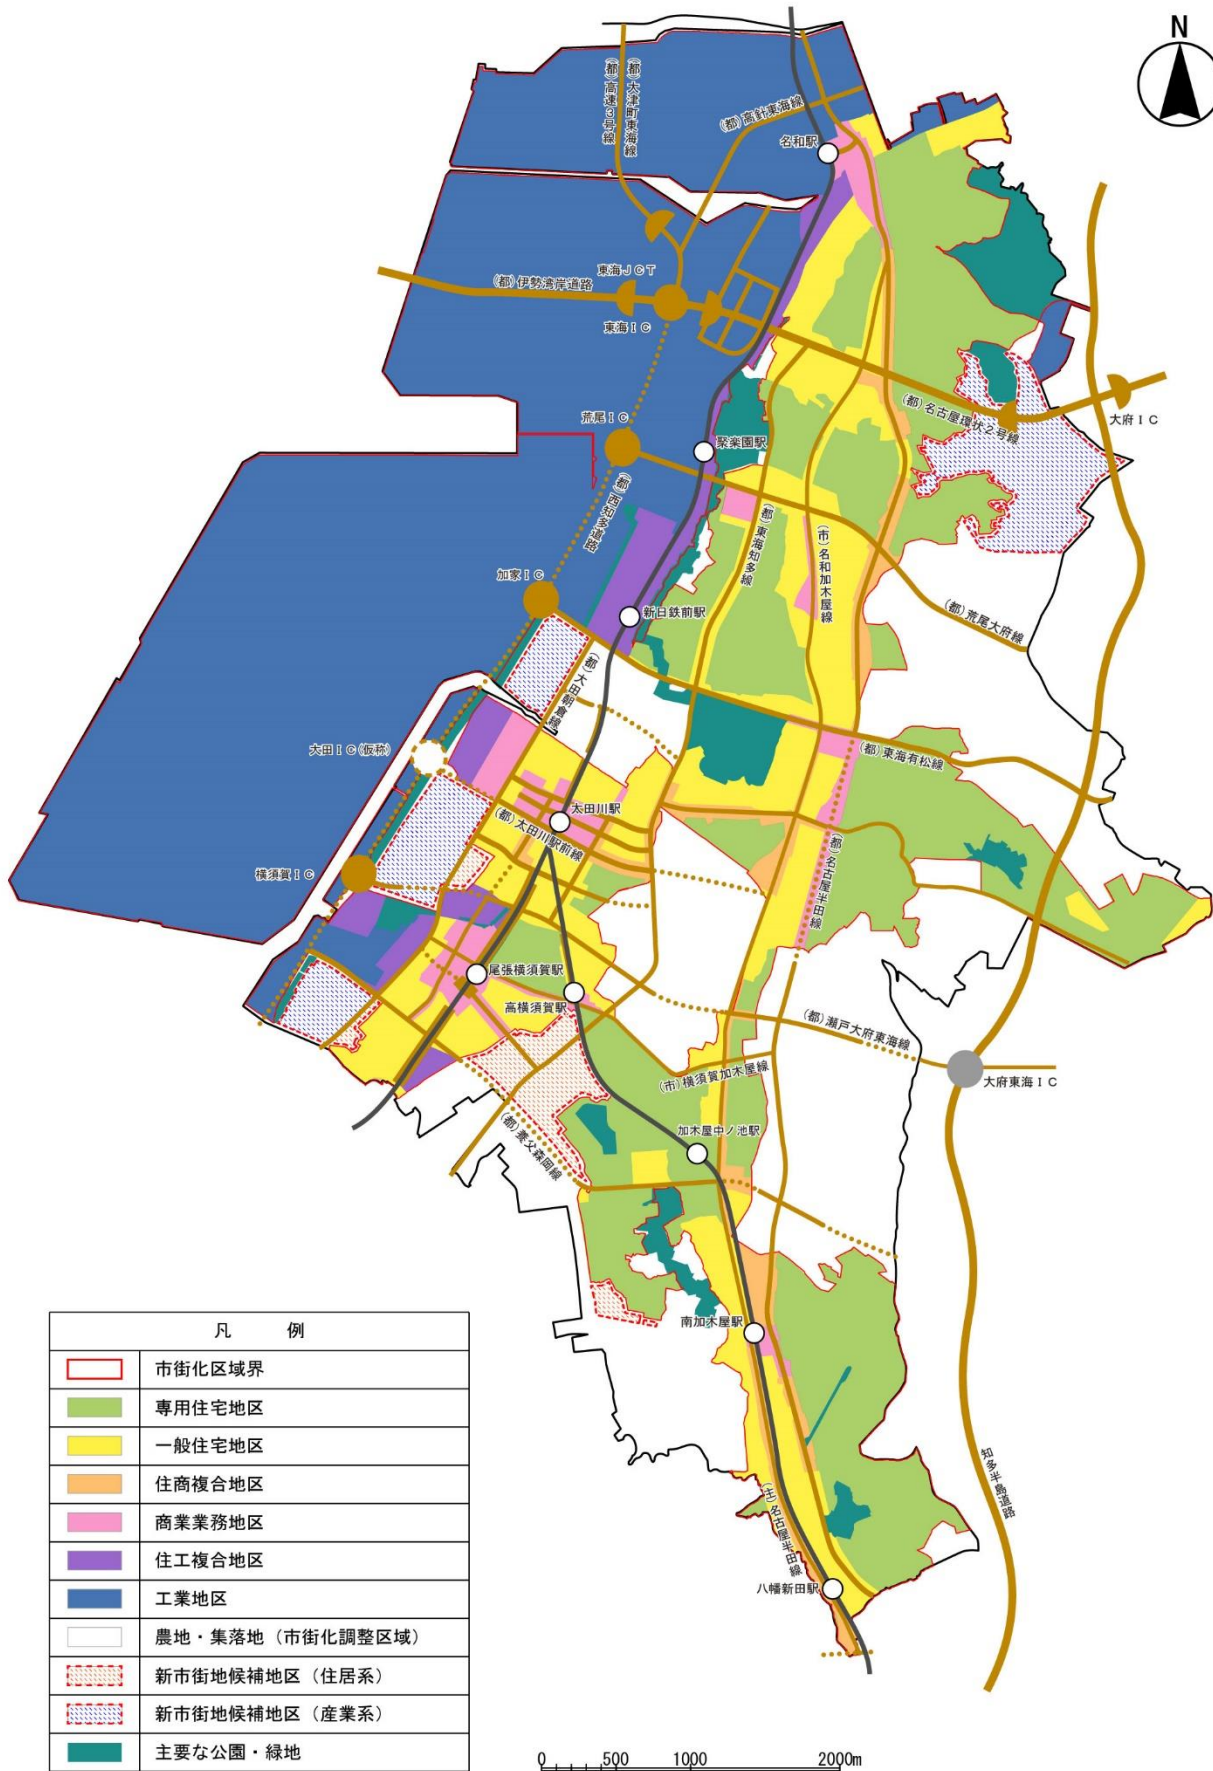 N
(都)大津町東海線
(都)高速3号線
(都)高針東海線
名和駅
東海JCT
(都)伊勢湾岸道路
東海IC
(都)名古屋環状2号線
大府IC
荒尾IC
聚楽園駅
(都)西知多道路
(都)東海知多線
(市)名和加木屋線
加家IC
新日鉄前駅
(都)荒尾大府線
(都)大田朝倉線
大田IC(仮称)
(都)東海有松線
太田川駅
(都)太田川駅前線
横須賀IC
(都)名古屋半田線
尾張横須賀駅
高横須賀駅
(都)瀬戸大府東海線
(市)横須賀加木屋線
大府東海IC
(都)養父森岡線
加木屋中ノ池駅
南加木屋駅
知多半島道路
(主)名古屋半田線
八幡新田駅
凡 例
市街化区域界
専用住宅地区
一般住宅地区
住商複合地区
商業業務地区
住工複合地区
工業地区
農地・集落地(市街化調整区域)
新市街地候補地区(住居系)
新市街地候補地区(産業系)
主要な公園・緑地
0 500 1000 2000m